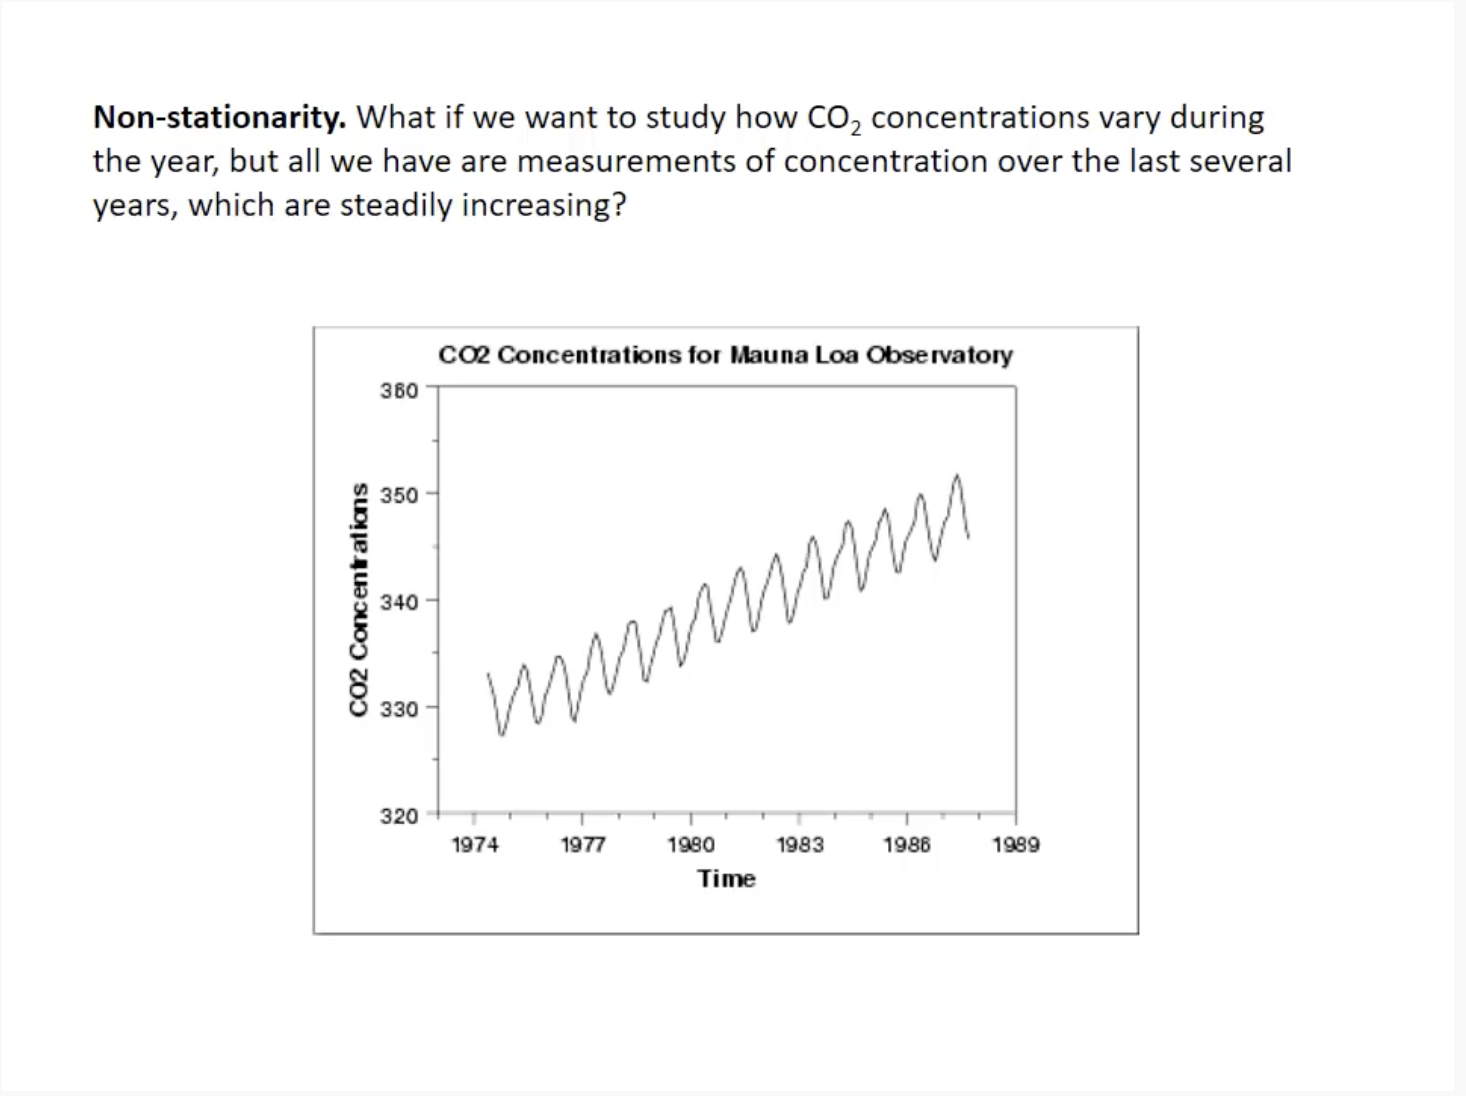 Non-stationarity. What if we want to study how CO₂ concentrations vary during
the year, but all we have are measurements of concentration over the last several
years, which are steadily increasing?
CO2 Concentrations for Mauna Loa Observatory
360
350
340
330
320
CO2 Concentrations
1974 1977 1980 1983 1986 1989
Time